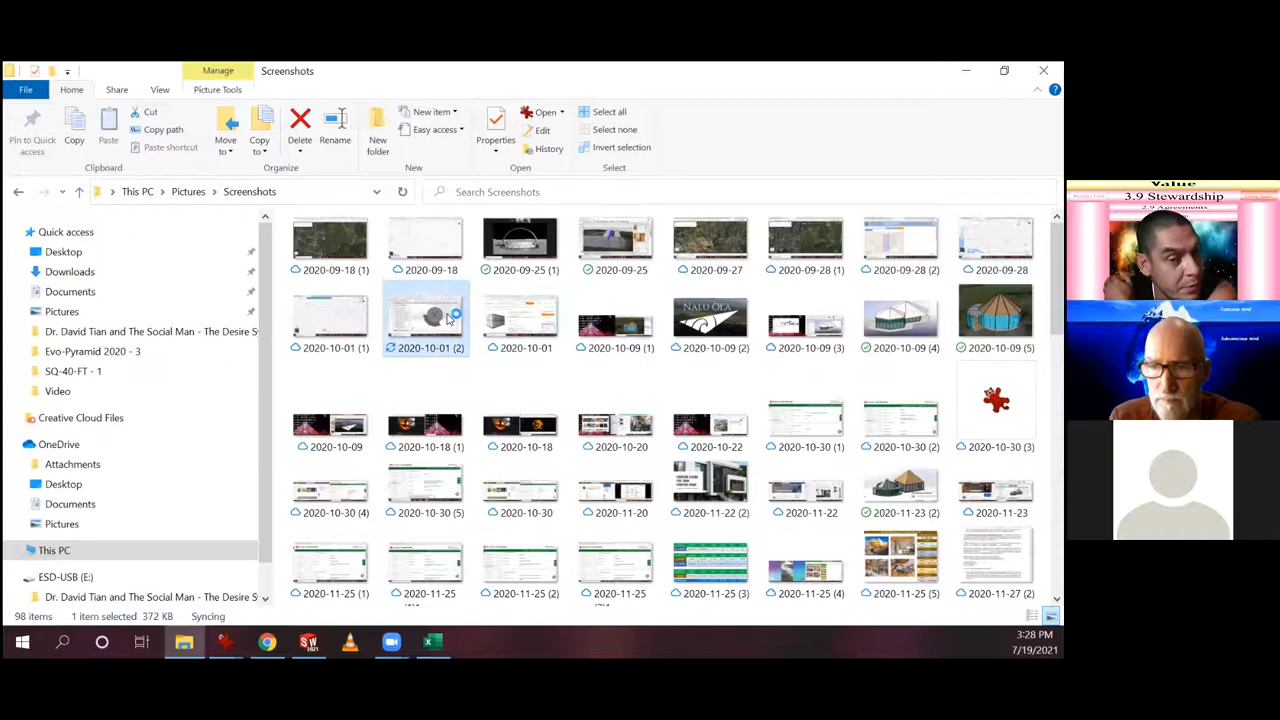 Manage
Screenshots
File
Home
Share
View
Picture Tools
Pin to Quick access
Copy
Paste
Cut
Copy path
Paste shortcut
Clipboard
Move to
Copy to
Delete
Rename
Organize
New folder
New item
Easy access
New
Properties
Open
Edit
History
Open
Select all
Select none
Invert selection
Select
This PC
Pictures
Screenshots
Search Screenshots
Quick access
Desktop
Downloads
Documents
Pictures
Dr. David Tian and The Social Man - The Desire S
Evo-Pyramid 2020 - 3
SQ-40-FT - 1
Video
Creative Cloud Files
OneDrive
Attachments
Desktop
Documents
Pictures
This PC
ESD-USB (E:)
Dr. David Tian and The Social Man - The Desire S
2020-09-18 (1)
2020-09-18
2020-09-25 (1)
2020-09-25
2020-09-27
2020-09-28 (1)
2020-09-28 (2)
2020-09-28
NALU OLA
2020-10-01 (1)
2020-10-01 (2)
2020-10-01
2020-10-09 (1)
2020-10-09 (2)
2020-10-09 (3)
2020-10-09 (4)
2020-10-09 (5)
2020-10-09
2020-10-18 (1)
2020-10-18
2020-10-20
2020-10-22
2020-10-30 (1)
2020-10-30 (2)
2020-10-30 (3)
2020-10-30 (4)
2020-10-30 (5)
2020-10-30
2020-11-20
2020-11-22 (2)
2020-11-22
2020-11-23 (2)
2020-11-23
2020-11-25 (1)
2020-11-25
2020-11-25 (2)
2020-11-25
2020-11-25 (3)
2020-11-25 (4)
2020-11-25 (5)
2020-11-27 (2)
98 items
1 item selected
372 KB
Syncing
SW
2021
3:28 PM
7/19/2021
Value
3.9 Stewardship
2.9 Agreements
Conscious mind
Subconscious mind